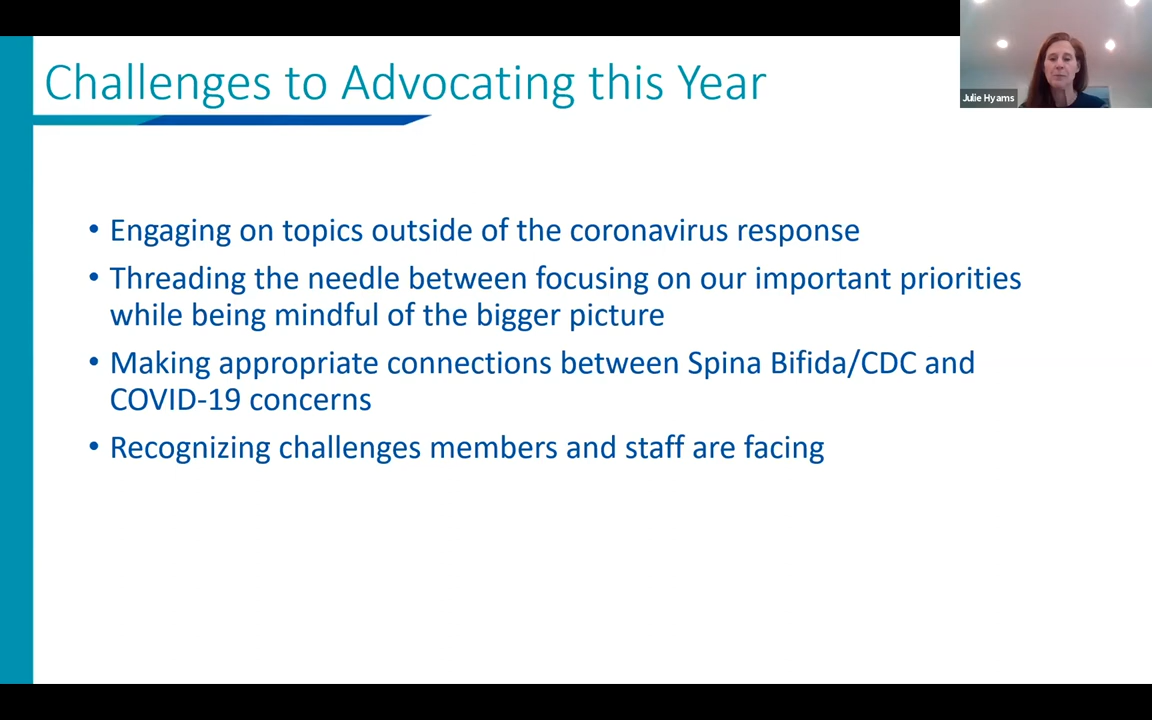 Challenges to Advocating this Year
Julie Hyams
• Engaging on topics outside of the coronavirus response
• Threading the needle between focusing on our important priorities
while being mindful of the bigger picture
• Making appropriate connections between Spina Bifida/CDC and
COVID-19 concerns
• Recognizing challenges members and staff are facing